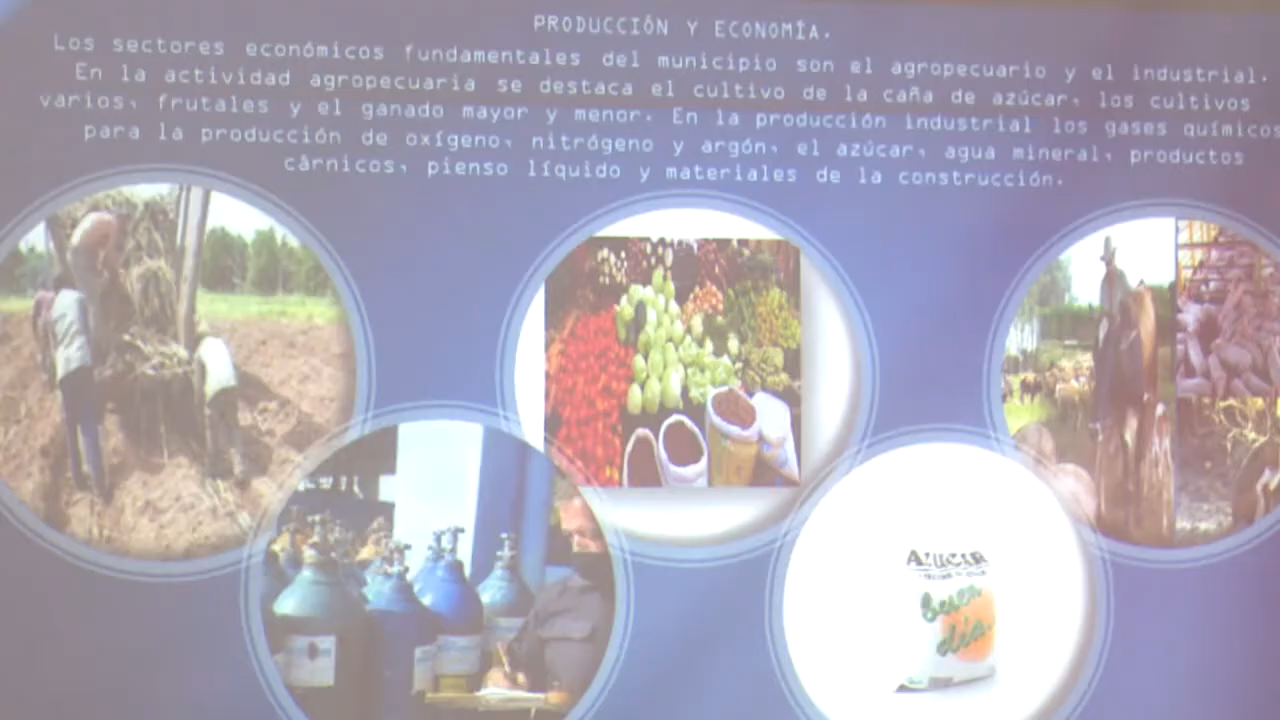 PRODUCCIÓN Y ECONOMÍA.
Los sectores económicos fundamentales del municipio son el agropecuario y el industrial.
En la actividad agropecuaria se destaca el cultivo de la caña de azúcar, los cultivos
varios, frutales y el ganado mayor y menor. En la producción industrial los gases químicos
para la producción de oxígeno, nitrógeno y argón, el azúcar, agua mineral, productos
cárnicos, pienso líquido y materiales de la construcción.
AZÚCAR
buen
día.